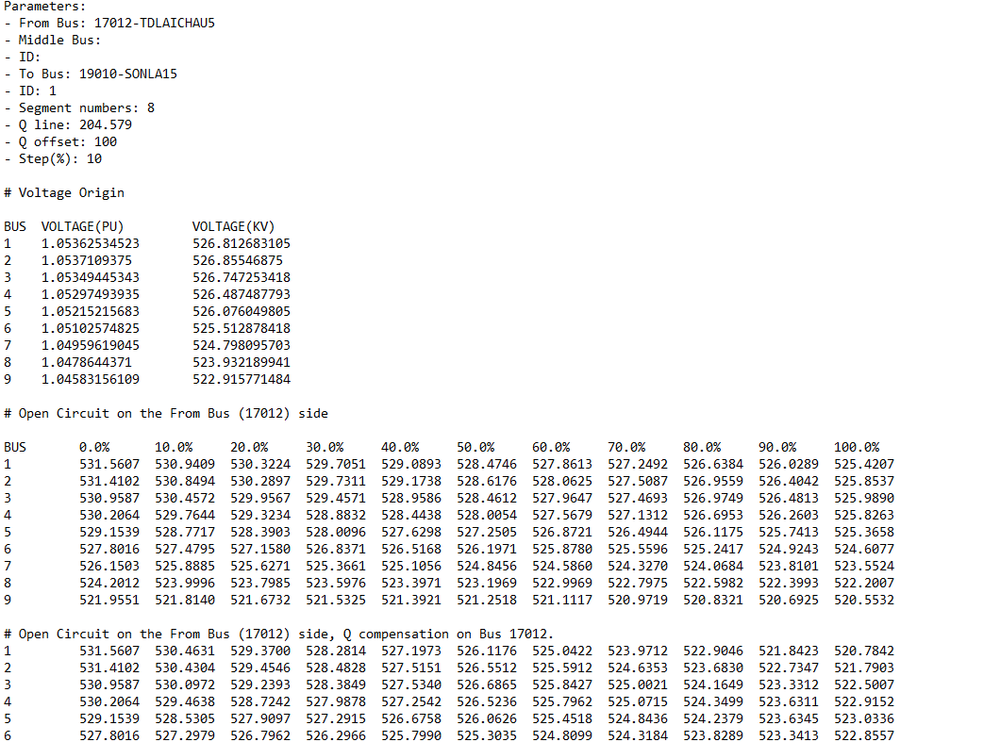 Parameters:
- From Bus: 17012-TDLAICHAU5
- Middle Bus:
- ID:
- To Bus: 19010-SONLA15
- ID: 1
- Segment numbers: 8
- Q line: 204.579
- Q offset: 100
- Step(%): 10
# Voltage Origin
BUS VOLTAGE(PU) VOLTAGE(KV)
1 1.05362534523 526.812683105
2 1.0537109375 526.85546875
3 1.05349445343 526.747253418
4 1.05297493935 526.487487793
5 1.05215215683 526.076049805
6 1.05102574825 525.512878418
7 1.04959619045 524.798095703
8 1.0478644371 523.932189941
9 1.04583156109 522.915771484
# Open Circuit on the From Bus (17012) side
BUS 0.0% 10.0% 20.0% 30.0% 40.0% 50.0% 60.0% 70.0% 80.0% 90.0% 100.0%
1 531.5607 530.9409 530.3224 529.7051 529.0893 528.4746 527.8613 527.2492 526.6384 526.0289 525.4207
2 531.4102 530.8494 530.2897 529.7311 529.1738 528.6176 528.0625 527.5087 526.9559 526.4042 525.8537
3 530.9587 530.4572 529.9567 529.4571 528.9586 528.4612 527.9647 527.4693 526.9749 526.4813 525.9890
4 530.2064 529.7644 529.3234 528.8832 528.4438 528.0054 527.5679 527.1312 526.6953 526.2603 525.8263
5 529.1539 528.7717 528.3903 528.0096 527.6298 527.2505 526.8721 526.4944 526.1175 525.7413 525.3658
6 527.8016 527.4795 527.1580 526.8371 526.5168 526.1971 525.8780 525.5596 525.2417 524.9243 524.6077
7 526.1503 525.8885 525.6271 525.3661 525.1056 524.8456 524.5860 524.3270 524.0684 523.8101 523.5524
8 524.2012 523.9996 523.7985 523.5976 523.3971 523.1969 522.9969 522.7975 522.5982 522.3993 522.2007
9 521.9551 521.8140 521.6732 521.5325 521.3921 521.2518 521.1117 520.9719 520.8321 520.6925 520.5532
# Open Circuit on the From Bus (17012) side, Q compensation on Bus 17012.
1 531.5607 530.4631 529.3700 528.2814 527.1973 526.1176 525.0422 523.9712 522.9046 521.8423 520.7842
2 531.4102 530.4304 529.4546 528.4828 527.5151 526.5512 525.5912 524.6353 523.6830 522.7347 521.7903
3 530.9587 530.0972 529.2393 528.3849 527.5340 526.6865 525.8427 525.0021 524.1649 523.3312 522.5007
4 530.2064 529.4638 528.7242 527.9878 527.2542 526.5236 525.7962 525.0715 524.3499 523.6311 522.9152
5 529.1539 528.5305 527.9097 527.2915 526.6758 526.0626 525.4518 524.8436 524.2379 523.6345 523.0336
6 527.8016 527.2979 526.7962 526.2966 525.7990 525.3035 524.8099 524.3184 523.8289 523.3413 522.8557